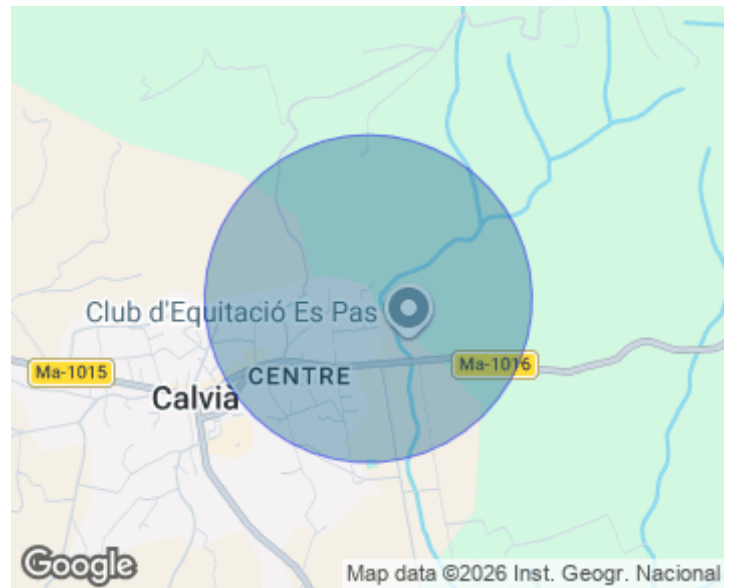 Club d'Equitació Es Pas
Ma-1015
CENTRE
Ma-1016
Calvià
Google
Map data ©2026 Inst. Geogr. Nacional